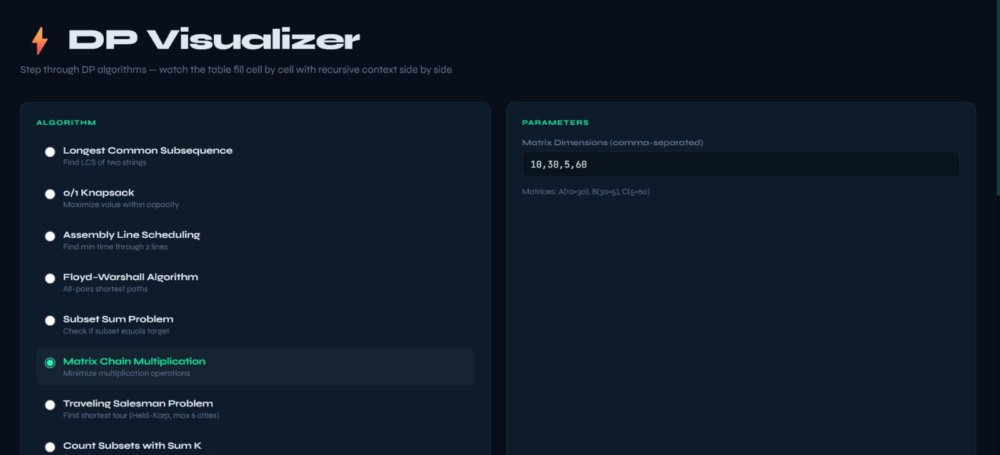 DP Visualizer
Step through DP algorithms — watch the table fill cell by cell with recursive context side by side
ALGORITHM
Longest Common Subsequence
Find LCS of two strings
0/1 Knapsack
Maximize value within capacity
Assembly Line Scheduling
Find min time through 2 lines
Floyd-Warshall Algorithm
All-pairs shortest paths
Subset Sum Problem
Check if subset equals target
Matrix Chain Multiplication
Minimize multiplication operations
Traveling Salesman Problem
Find shortest tour (Held-Karp, max 6 cities)
Count Subsets with Sum K
PARAMETERS
Matrix Dimensions (comma-separated)
10,30,5,60
Matrices: A(10×30), B(30×5), C(5×60)